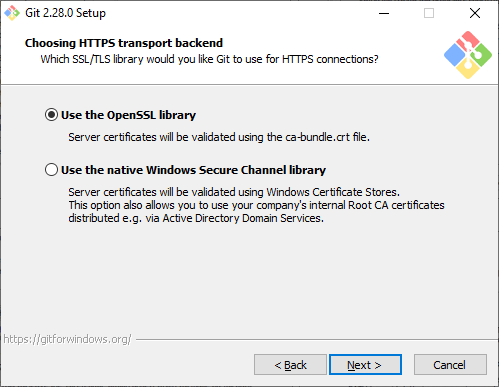 Git 2.28.0 Setup
Choosing HTTPS transport backend
Which SSL/TLS library would you like Git to use for HTTPS connections?
Use the OpenSSL library
Server certificates will be validated using the ca-bundle.crt file.
Use the native Windows Secure Channel library
Server certificates will be validated using Windows Certificate Stores.
This option also allows you to use your company's internal Root CA certificates
distributed e.g. via Active Directory Domain Services.
https://gitforwindows.org/
< Back
Next >
Cancel